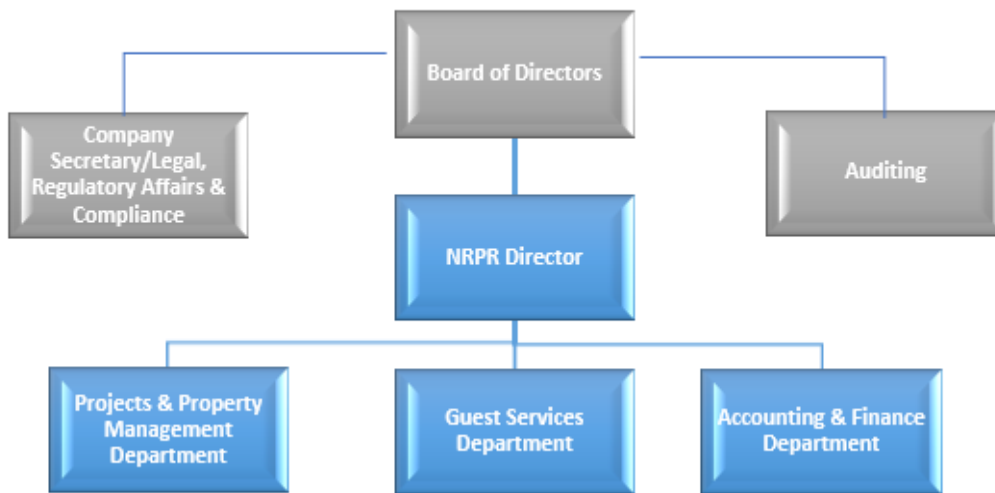 Board of Directors
Company
Secretary/Legal,
Regulatory Affairs &
Compliance
Auditing
NRPR Director
Projects & Property
Management
Department
Guest Services
Department
Accounting & Finance
Department